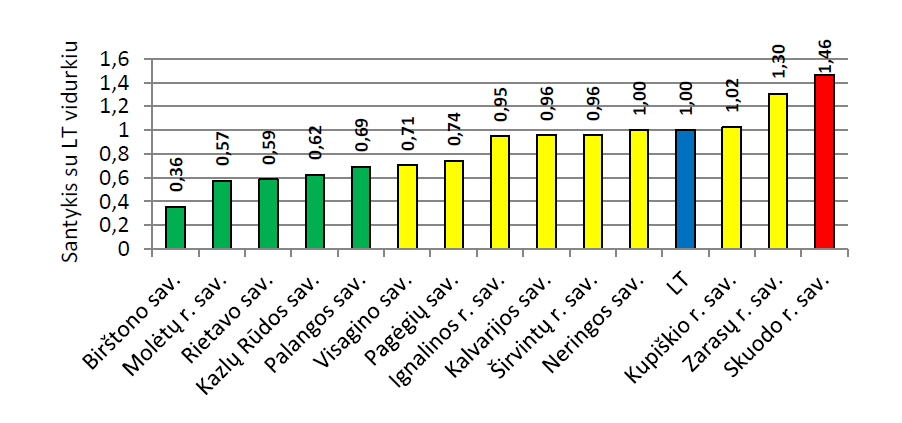 Santykis su LT vidurkiu
1,6
1,4
1,2
1
0,8
0,6
0,4
0,2
0
0,36
0,57
0,59
0,62
0,69
0,71
0,74
0,95
0,96
0,96
1,00
1,00
1,02
1,30
1,46
Birštono sav.
Molėtų r. sav.
Rietavo sav.
Kazlų Rūdos sav.
Palangos sav.
Visagino sav.
Pagėgių sav.
Ignalinos r. sav.
Kalvarijos sav.
Širvintų r. sav.
Neringos sav.
LT
Kupiškio r. sav.
Zarasų r. sav.
Skuodo r. sav.